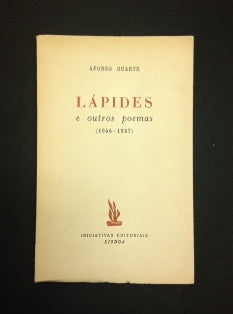 AFONSO DUARTE
LÁPIDES
e outros poemas
(1956-1957)
INICIATIVAS EDITORIAIS
LISBOA